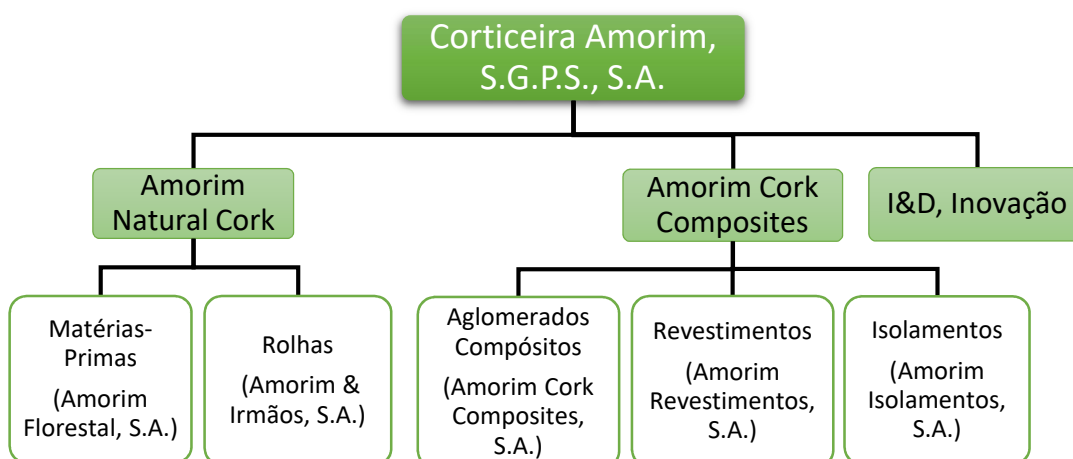 Corticeira Amorim,
S.G.P.S., S.A.
Amorim
Natural Cork
Amorim Cork
Composites
I&D, Inovação
Matérias-
Primas
(Amorim
Florestal, S.A.)
Rolhas
(Amorim &
Irmãos, S.A.)
Aglomerados
Compósitos
(Amorim Cork
Composites,
S.A.)
Revestimentos
(Amorim
Revestimentos,
S.A.)
Isolamentos
(Amorim
Isolamentos,
S.A.)